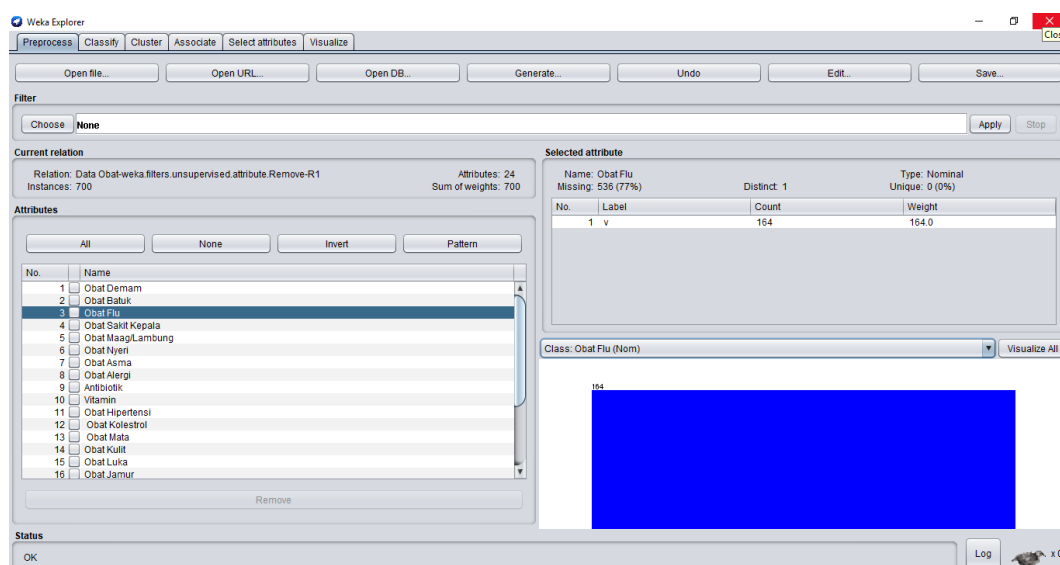 Weka Explorer
Clos
Preprocess Classify Cluster Associate Select attributes Visualize
Open file... Open URL... Open DB... Generate... Undo Edit... Save...
Filter
Choose None Apply Stop
Current relation
Relation: Data Obat-weka.filters.unsupervised.attribute.Remove-R1 Attributes: 24
Instances: 700 Sum of weights: 700
Attributes
All None Invert Pattern
No. Name
1 Obat Demam
2 Obat Batuk
3 Obat Flu
4 Obat Sakit Kepala
5 Obat Maag/Lambung
6 Obat Nyeri
7 Obat Asma
8 Obat Alergi
9 Antibiotik
10 Vitamin
11 Obat Hipertensi
12 Obat Kolestrol
13 Obat Mata
14 Obat Kulit
15 Obat Luka
16 Obat Jamur
Remove
Selected attribute
Name: Obat Flu Type: Nominal
Missing: 536 (77%) Distinct: 1 Unique: 0 (0%)
No. Label Count Weight
1 v 164 164.0
Class: Obat Flu (Nom) Visualize All
164
Status
OK
Log x 0